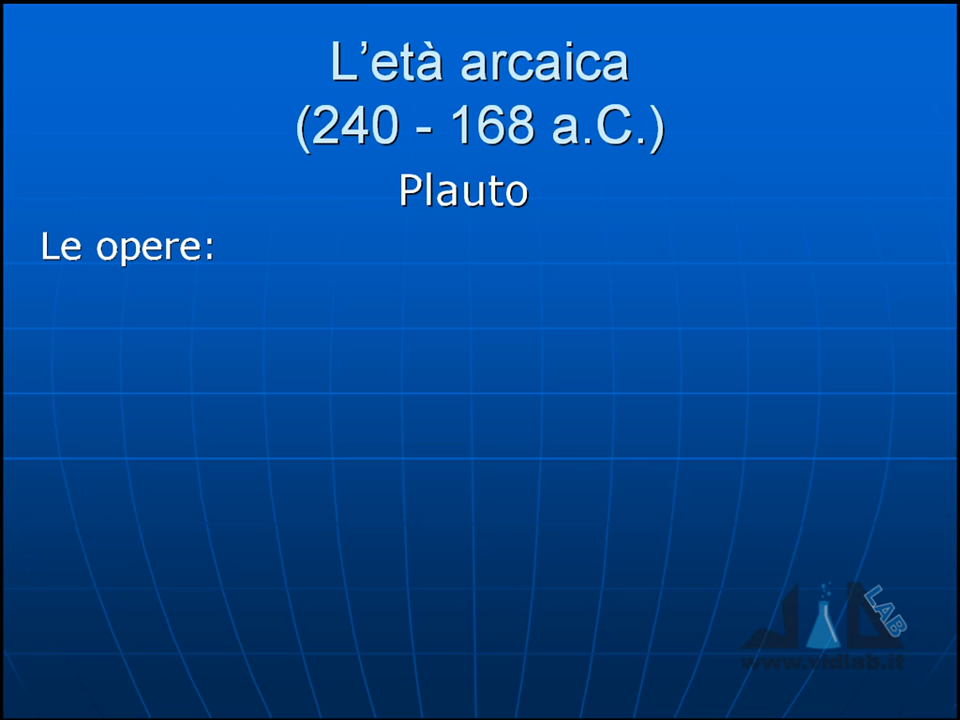 L’età arcaica
(240 - 168 a.C.)
Plauto
Le opere:
LAB
www.vidlab.it